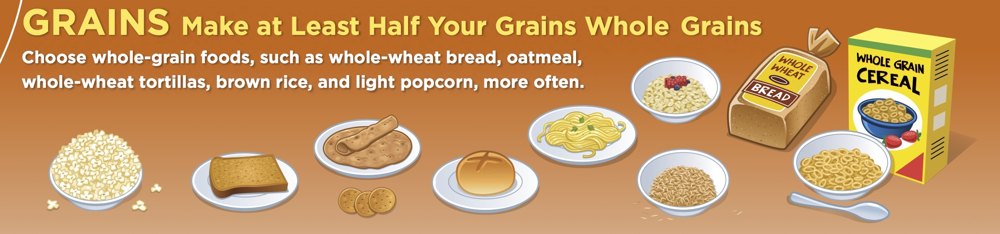 GRAINS Make at Least Half Your Grains Whole Grains
Choose whole-grain foods, such as whole-wheat bread, oatmeal,
whole-wheat tortillas, brown rice, and light popcorn, more often.
WHOLE
WHEAT
BREAD
WHOLE GRAIN
CEREAL